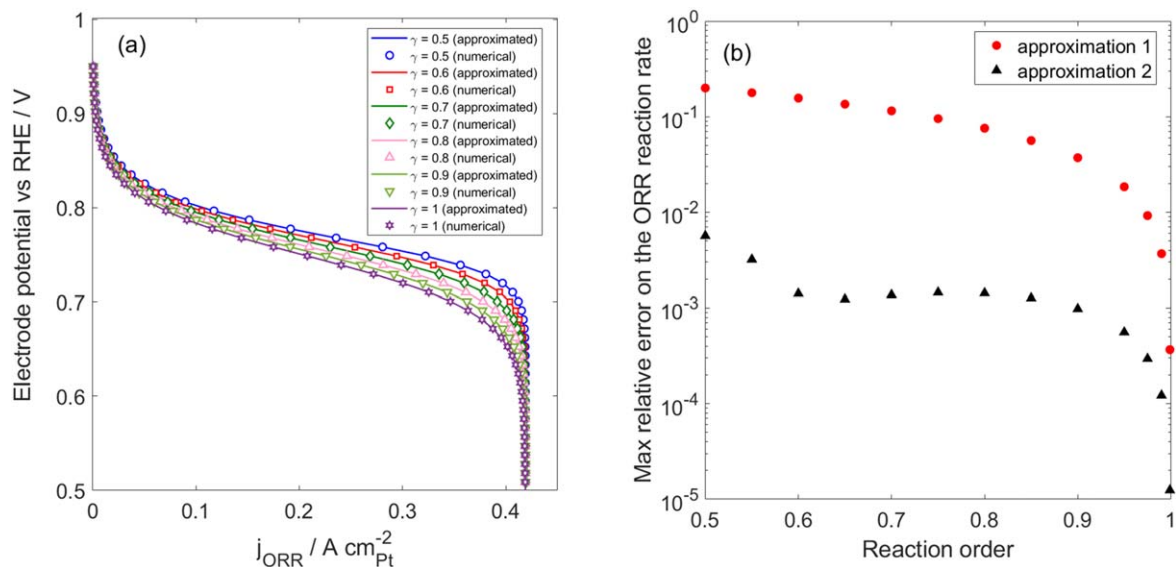 (a)
γ = 0.5 (approximated)
γ = 0.5 (numerical)
γ = 0.6 (approximated)
γ = 0.6 (numerical)
γ = 0.7 (approximated)
γ = 0.7 (numerical)
γ = 0.8 (approximated)
γ = 0.8 (numerical)
γ = 0.9 (approximated)
γ = 0.9 (numerical)
γ = 1 (approximated)
γ = 1 (numerical)
Electrode potential vs RHE / V
1
0.9
0.8
0.7
0.6
0.5
0
0.1
0.2
0.3
0.4
j_ORR / A cm_Pt^-2
(b)
approximation 1
approximation 2
Max relative error on the ORR reaction rate
10^0
10^-1
10^-2
10^-3
10^-4
10^-5
0.5
0.6
0.7
0.8
0.9
1
Reaction order